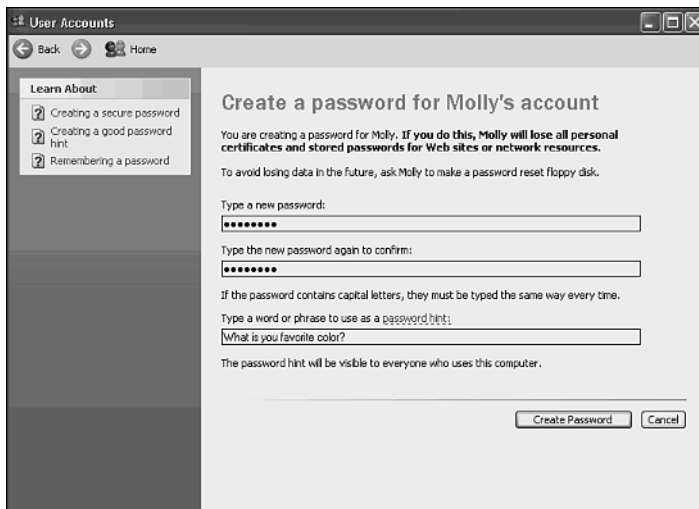 User Accounts
Back
Home
Learn About
Creating a secure password
Creating a good password
hint
Remembering a password
Create a password for Molly's account
You are creating a password for Molly. If you do this, Molly will lose all personal
certificates and stored passwords for Web sites or network resources.
To avoid losing data in the future, ask Molly to make a password reset floppy disk.
Type a new password:
••••••••
Type the new password again to confirm:
••••••••
If the password contains capital letters, they must be typed the same way every time.
Type a word or phrase to use as a password hint:
What is you favorite color?
The password hint will be visible to everyone who uses this computer.
Create Password
Cancel